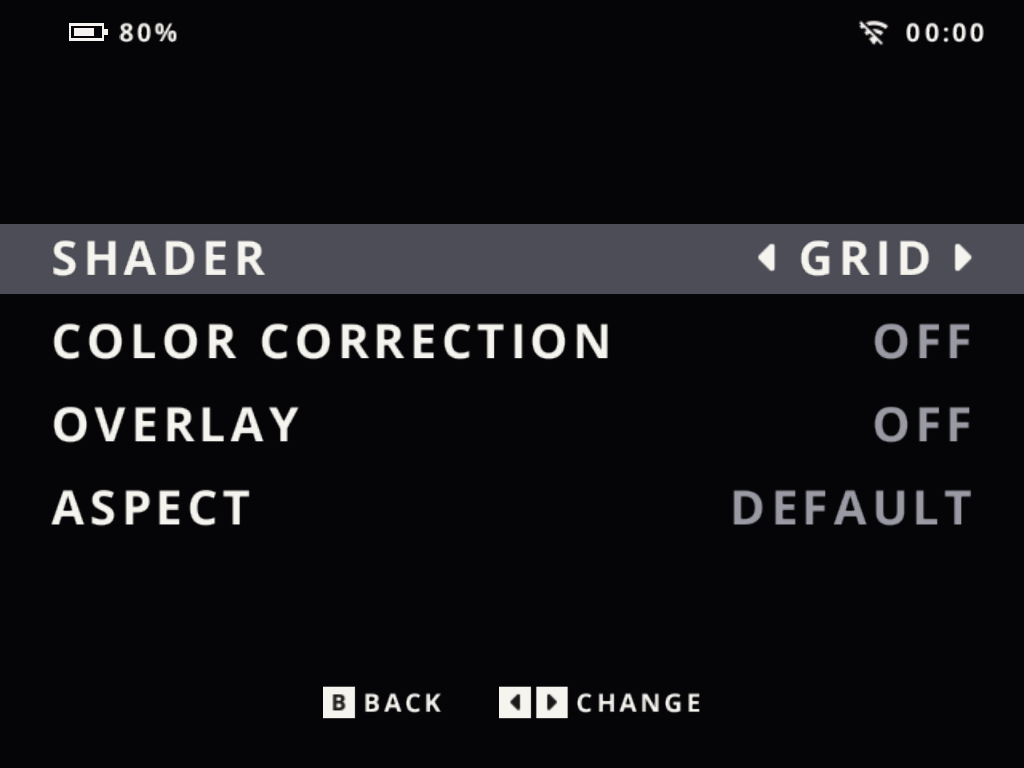 80% 00:00
SHADER GRID
COLOR CORRECTION OFF
OVERLAY OFF
ASPECT DEFAULT
B BACK CHANGE